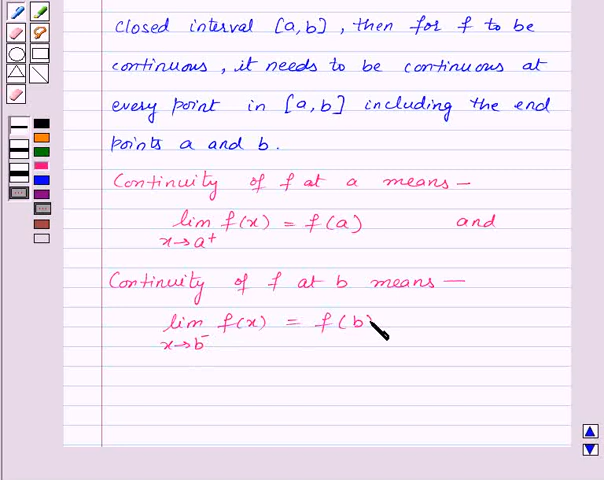 closed interval [a,b], then for f to be
continuous, it needs to be continuous at
every point in [a,b] including the end
points a and b.
Continuity of f at a means —
lim f(x) = f(a) and
x→a+
Continuity of f at b means —
lim f(x) = f(b)
x→b-